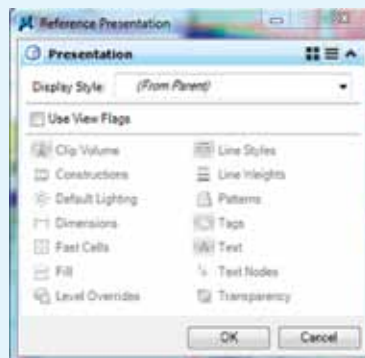 Reference Presentation
Presentation
Display Style: (From Parent)
Use View Flags
Clip Volume Line Styles
Constructions Line Weights
Default Lighting Patterns
Dimensions Tags
Fast Cells Text
Fill Text Nodes
Level Overrides Transparency
OK Cancel